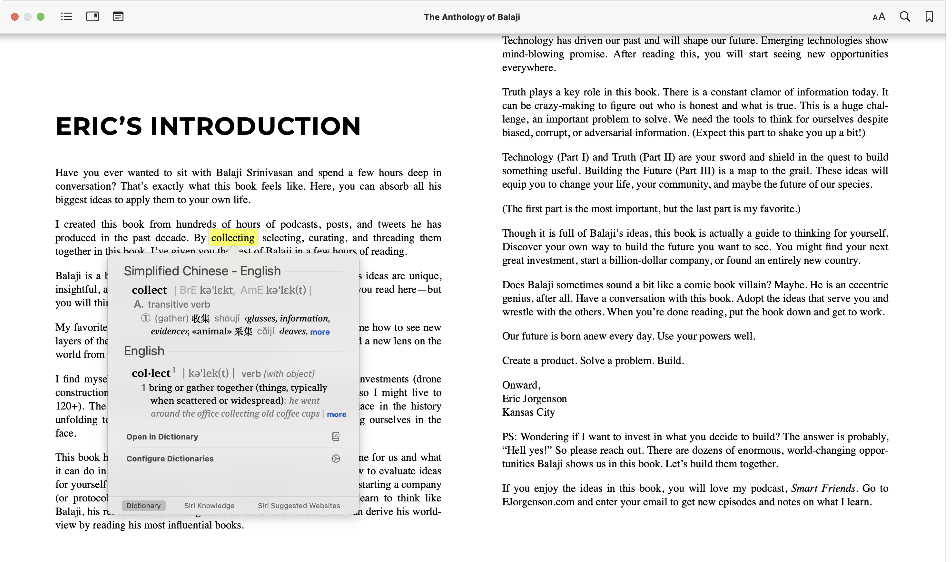 The Anthology of Balaji
AA
ERIC'S INTRODUCTION
Have you ever wanted to sit with Balaji Srinivasan and spend a few hours deep in
conversation? That's exactly what this book feels like. Here, you can absorb all his
biggest ideas to apply them to your own life.
I created this book from hundreds of hours of podcasts, posts, and tweets he has
produced in the past decade. By collecting selecting, curating, and threading them
together in this book, I've given you the best of Balaji in a few hours of reading.
Balaji is a h
s ideas are unique,
insightful, a
you read here—but
you will thin
My favorite
me how to see new
layers of the
d a new lens on the
world from
I find myse
nvestments (drone
construction
so I might live to
120+). The
ace in the history
unfolding to
ng ourselves in the
face.
This book h
ne for us and what
it can do in
w to evaluate ideas
for yourself
starting a company
(or protoco
earn to think like
Balaji, his re
n derive his world-
view by reading his most influential books.
Simplified Chinese - English
collect | BrE kəˈlɛkt, AmE kəˈlɛk(t) |
A. transitive verb
① (gather) 收集 shōují ‹glasses, information,
evidence›; «animal» 采集 cǎijí ‹leaves, more
English
col·lect1 | kəˈlek(t) | verb [with object]
1 bring or gather together (things, typically
when scattered or widespread): he went
around the office collecting old coffee cups | more
Open in Dictionary
Configure Dictionaries
Dictionary Siri Knowledge Siri Suggested Websites
Technology has driven our past and will shape our future. Emerging technologies show
mind-blowing promise. After reading this, you will start seeing new opportunities
everywhere.
Truth plays a key role in this book. There is a constant clamor of information today. It
can be crazy-making to figure out who is honest and what is true. This is a huge chal-
lenge, an important problem to solve. We need the tools to think for ourselves despite
biased, corrupt, or adversarial information. (Expect this part to shake you up a bit!)
Technology (Part I) and Truth (Part II) are your sword and shield in the quest to build
something useful. Building the Future (Part III) is a map to the grail. These ideas will
equip you to change your life, your community, and maybe the future of our species.
(The first part is the most important, but the last part is my favorite.)
Though it is full of Balaji's ideas, this book is actually a guide to thinking for yourself.
Discover your own way to build the future you want to see. You might find your next
great investment, start a billion-dollar company, or found an entirely new country.
Does Balaji sometimes sound a bit like a comic book villain? Maybe. He is an eccentric
genius, after all. Have a conversation with this book. Adopt the ideas that serve you and
wrestle with the others. When you're done reading, put the book down and get to work.
Our future is born anew every day. Use your powers well.
Create a product. Solve a problem. Build.
Onward,
Eric Jorgenson
Kansas City
PS: Wondering if I want to invest in what you decide to build? The answer is probably,
"Hell yes!" So please reach out. There are dozens of enormous, world-changing oppor-
tunities Balaji shows us in this book. Let's build them together.
If you enjoy the ideas in this book, you will love my podcast, Smart Friends. Go to
EJorgenson.com and enter your email to get new episodes and notes on what I learn.